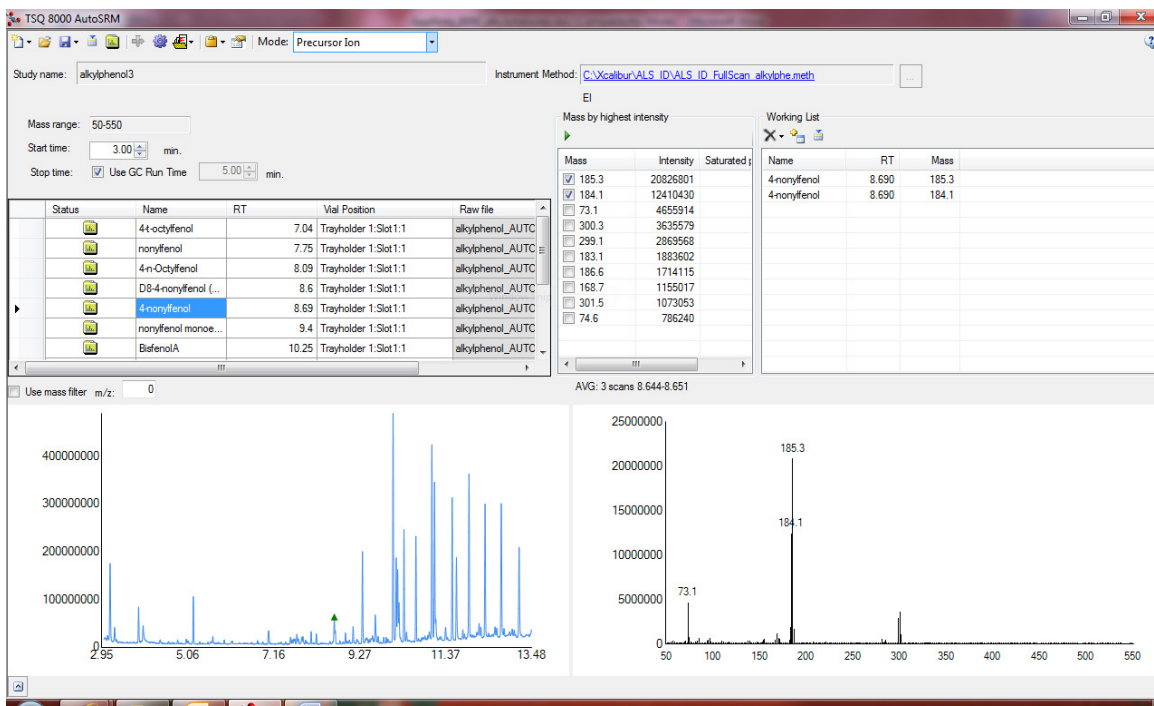 TSQ 8000 AutoSRM
Mode: Precursor Ion
Study name: alkylphenol3 Instrument Method: C:\Xcalibur\ALS_ID\ALS_ID_FullScan_alkylphe.meth ...
EI
Mass range: 50-550
Start time: 3.00 min.
Stop time: Use GC Run Time 5.00 min.
Mass by highest intensity
Mass Intensity Saturated
185.3 20826801
184.1 12410430
73.1 4655914
300.3 3635579
299.1 2869568
183.1 1883602
186.6 1714115
168.7 1155017
301.5 1073053
74.6 786240
Working List
Name RT Mass
4-nonylfenol 8.690 185.3
4-nonylfenol 8.690 184.1
Status Name RT Vial Position Raw file
4-t-octylfenol 7.04 Trayholder 1:Slot1:1 alkylphenol_AUTC
nonylfenol 7.75 Trayholder 1:Slot1:1 alkylphenol_AUTC
4-n-Octylfenol 8.09 Trayholder 1:Slot1:1 alkylphenol_AUTC
D8-4-nonylfenol (... 8.6 Trayholder 1:Slot1:1 alkylphenol_AUTC
4-nonylfenol 8.69 Trayholder 1:Slot1:1 alkylphenol_AUTC
nonylfenol monoe... 9.4 Trayholder 1:Slot1:1 alkylphenol_AUTC
BisfenolA 10.25 Trayholder 1:Slot1:1 alkylphenol_AUTC
Use mass filter m/z: 0
AVG: 3 scans 8.644-8.651
400000000
300000000
200000000
100000000
0
2.95 5.06 7.16 9.27 11.37 13.48
25000000
20000000
15000000
10000000
5000000
0
185.3
184.1
73.1
50 100 150 200 250 300 350 400 450 500 550